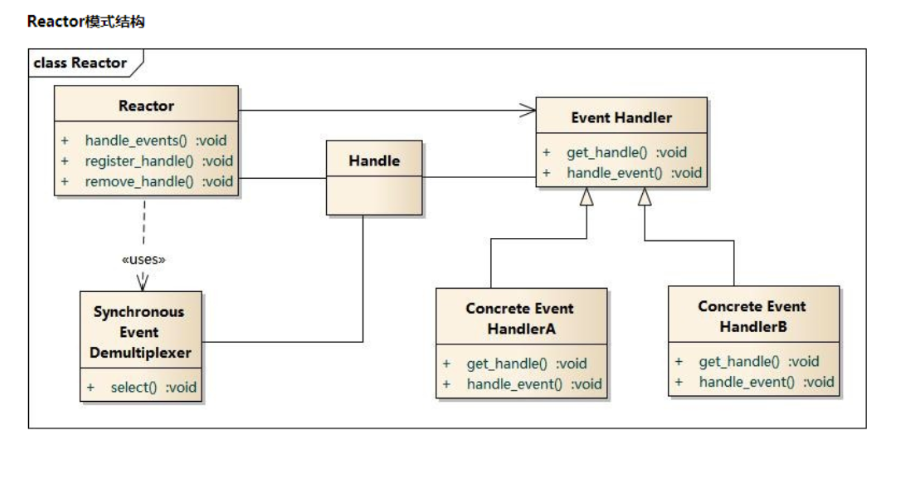 Reactor模式结构
class Reactor
Reactor
+ handle_events() :void
+ register_handle() :void
+ remove_handle() :void
Handle
Event Handler
+ get_handle() :void
+ handle_event() :void
«uses»
Synchronous
Event
Demultiplexer
+ select() :void
Concrete Event
HandlerA
+ get_handle() :void
+ handle_event() :void
Concrete Event
HandlerB
+ get_handle() :void
+ handle_event() :void